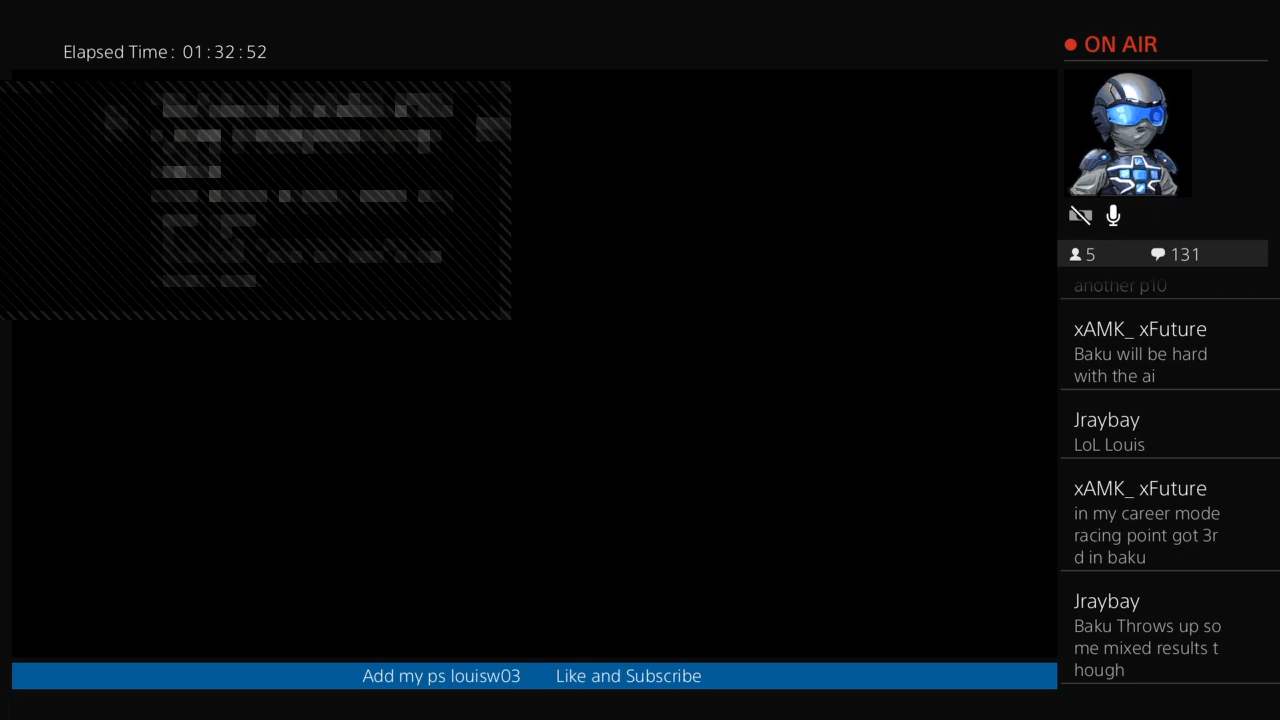 Elapsed Time: 01:32:52
ON AIR
5 131
another p10
xAMK_ xFuture
Baku will be hard
with the ai
Jraybay
LoL Louis
xAMK_ xFuture
in my career mode
racing point got 3r
d in baku
Jraybay
Baku Throws up so
me mixed results t
hough
Add my ps louisw03 Like and Subscribe